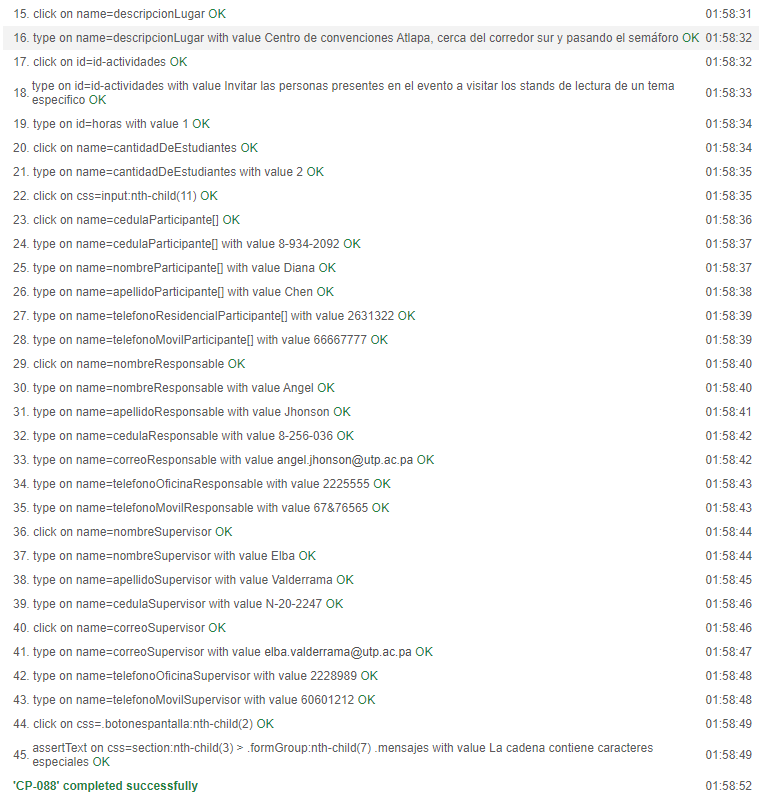 15. click on name=descripcionLugar OK 01:58:31
16. type on name=descripcionLugar with value Centro de convenciones Atlapa, cerca del corredor sur y pasando el semáforo OK 01:58:32
17. click on id=id-actividades OK 01:58:32
18. type on id=id-actividades with value Invitar las personas presentes en el evento a visitar los stands de lectura de un tema 01:58:33
especifico OK
19. type on id=horas with value 1 OK 01:58:34
20. click on name=cantidadDeEstudiantes OK 01:58:34
21. type on name=cantidadDeEstudiantes with value 2 OK 01:58:35
22. click on css=input:nth-child(11) OK 01:58:35
23. click on name=cedulaParticipante[] OK 01:58:36
24. type on name=cedulaParticipante[] with value 8-934-2092 OK 01:58:37
25. type on name=nombreParticipante[] with value Diana OK 01:58:37
26. type on name=apellidoParticipante[] with value Chen OK 01:58:38
27. type on name=telefonoResidencialParticipante[] with value 2631322 OK 01:58:39
28. type on name=telefonoMovilParticipante[] with value 66667777 OK 01:58:39
29. click on name=nombreResponsable OK 01:58:40
30. type on name=nombreResponsable with value Angel OK 01:58:40
31. type on name=apellidoResponsable with value Jhonson OK 01:58:41
32. type on name=cedulaResponsable with value 8-256-036 OK 01:58:42
33. type on name=correoResponsable with value angel.jhonson@utp.ac.pa OK 01:58:42
34. type on name=telefonoOficinaResponsable with value 2225555 OK 01:58:43
35. type on name=telefonoMovilResponsable with value 67&76565 OK 01:58:43
36. click on name=nombreSupervisor OK 01:58:44
37. type on name=nombreSupervisor with value Elba OK 01:58:44
38. type on name=apellidoSupervisor with value Valderrama OK 01:58:45
39. type on name=cedulaSupervisor with value N-20-2247 OK 01:58:46
40. click on name=correoSupervisor OK 01:58:46
41. type on name=correoSupervisor with value elba.valderrama@utp.ac.pa OK 01:58:47
42. type on name=telefonoOficinaSupervisor with value 2228989 OK 01:58:48
43. type on name=telefonoMovilSupervisor with value 60601212 OK 01:58:48
44. click on css=.botonespantalla:nth-child(2) OK 01:58:49
45. assertText on css=section:nth-child(3) > .formGroup:nth-child(7) .mensajes with value La cadena contiene caracteres 01:58:49
especiales OK
'CP-088' completed successfully 01:58:52